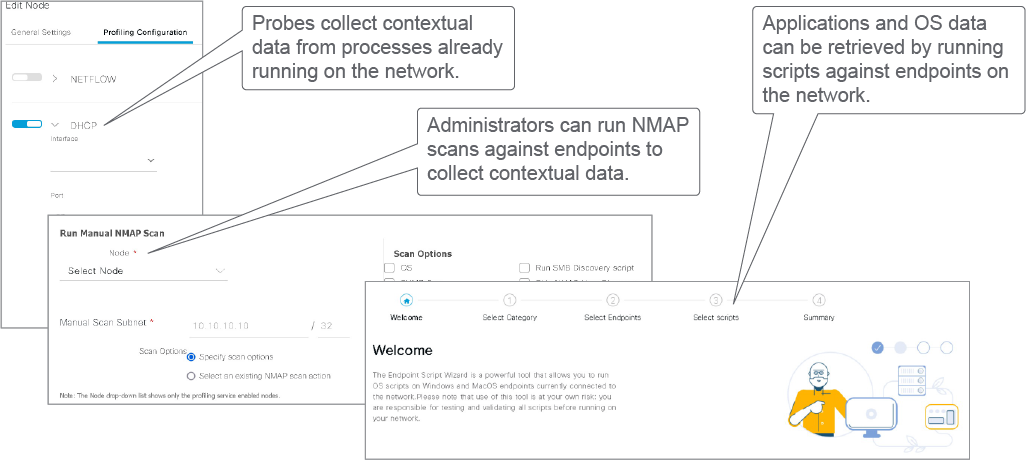 Edit Node
General Settings
Profiling Configuration
NETFLOW
DHCP
Interface
Port
Probes collect contextual
data from processes already
running on the network.
Administrators can run NMAP
scans against endpoints to
collect contextual data.
Applications and OS data
can be retrieved by running
scripts against endpoints on
the network.
Run Manual NMAP Scan
Node *
Select Node
Manual Scan Subnet *
10.10.10.10 / 32
Scan Options
Specify scan options
Select an existing NMAP scan action
Note: The Node drop-down list shows only the profiling service enabled nodes.
Scan Options
OS
Run SMB Discovery script
1
2
3
4
Welcome
Select Category
Select Endpoints
Select scripts
Summary
Welcome
The Endpoint Script Wizard is a powerful tool that allows you to run
OS scripts on Windows and MacOS endpoints currently connected to
the network.Please note that use of this tool is at your own risk; you
are responsible for testing and validating all scripts before running on
your network.